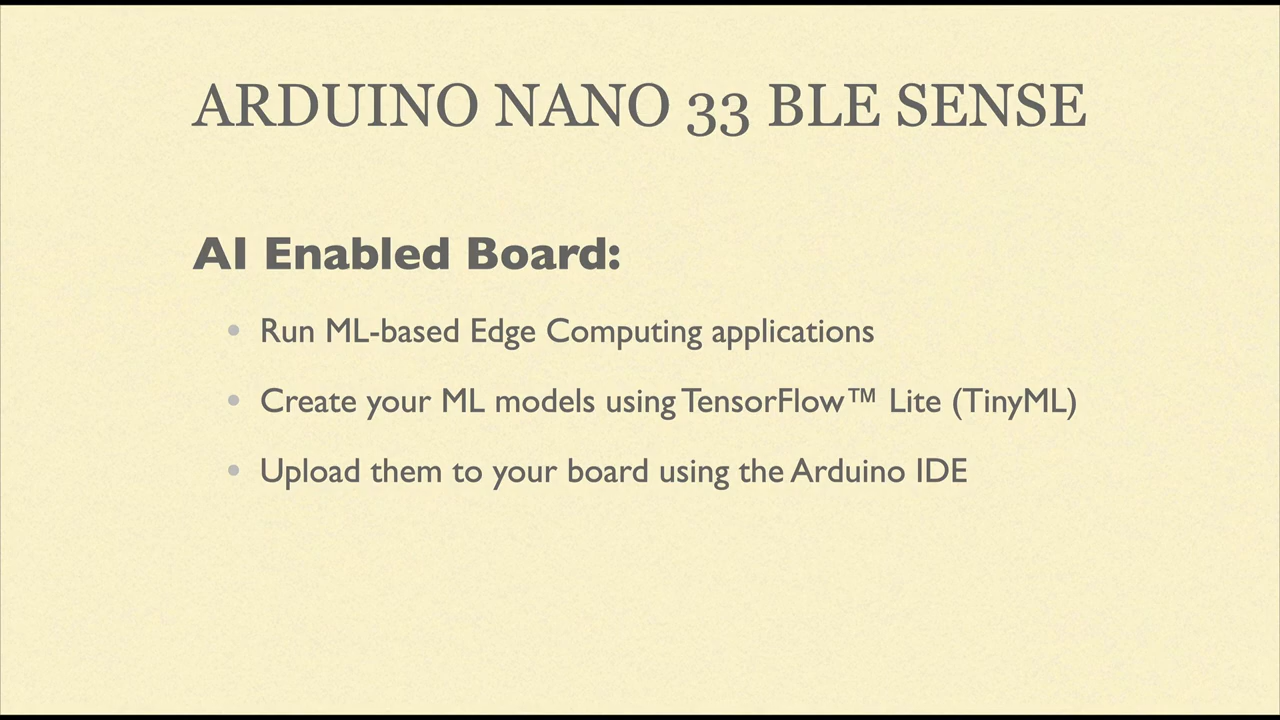 ARDUINO NANO 33 BLE SENSE
AI Enabled Board:
• Run ML-based Edge Computing applications
• Create your ML models using TensorFlow™ Lite (TinyML)
• Upload them to your board using the Arduino IDE